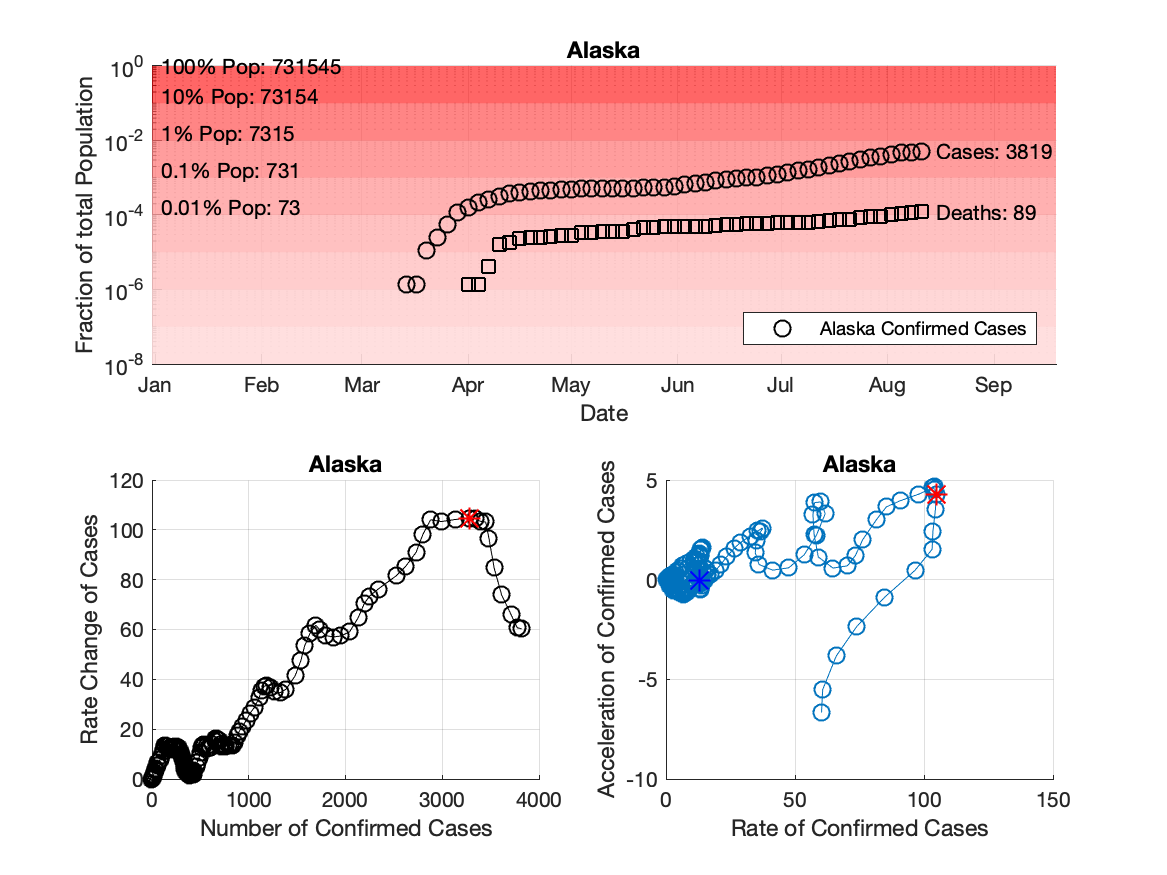 Alaska
10^0
10^-2
10^-4
10^-6
10^-8
Fraction of total Population
100% Pop: 731545
10% Pop: 73154
1% Pop: 7315
0.1% Pop: 731
0.01% Pop: 73
Cases: 3819
Deaths: 89
Alaska Confirmed Cases
Jan Feb Mar Apr May Jun Jul Aug Sep
Date
Alaska
120
100
80
60
40
20
0
Rate Change of Cases
0 1000 2000 3000 4000
Number of Confirmed Cases
Alaska
5
0
-5
-10
Acceleration of Confirmed Cases
0 50 100 150
Rate of Confirmed Cases